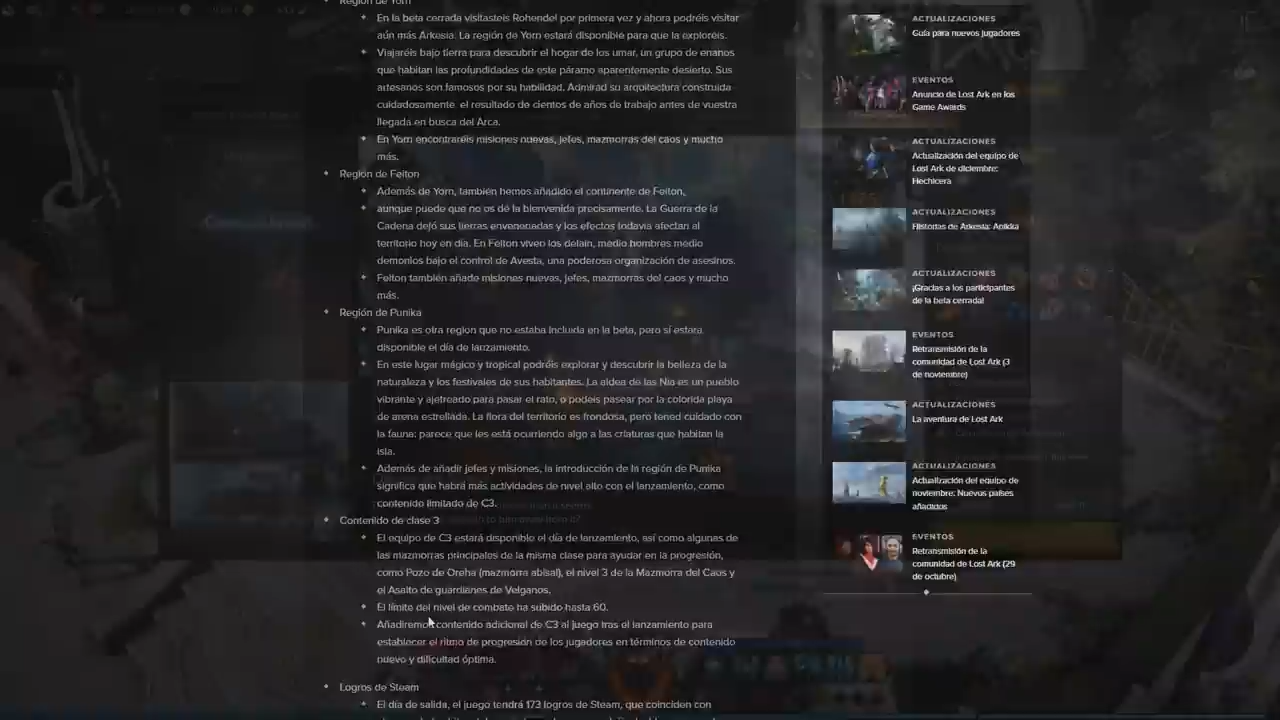 Región de Yorn
En la beta cerrada visitasteis Rohendel por primera vez y ahora podréis visitar
aún más Arkesia. La región de Yorn estará disponible para que la exploréis.
Viajaréis bajo tierra para descubrir el hogar de los umar, un grupo de enanos
que habitan las profundidades de este páramo aparentemente desierto. Sus
artesanos son famosos por su habilidad. Admirad su arquitectura construida
cuidadosamente, el resultado de cientos de años de trabajo antes de vuestra
llegada en busca del Arca.
En Yorn encontraréis misiones nuevas, jefes, mazmorras del caos y mucho
más.
Región de Feiton
Además de Yorn, también hemos añadido el continente de Feiton,
aunque puede que no os dé la bienvenida precisamente. La Guerra de la
Cadena dejó sus tierras envenenadas y los efectos todavía afectan al
territorio hoy en día. En Feiton viven los delain, medio hombres medio
demonios bajo el control de Avesta, una poderosa organización de asesinos.
Feiton también añade misiones nuevas, jefes, mazmorras del caos y mucho
más.
Región de Punika
Punika es otra region que no estaba incluida en la beta, pero sí estará
disponible el día de lanzamiento.
En este lugar mágico y tropical podréis explorar y descubrir la belleza de la
naturaleza y los festivales de sus habitantes. La aldea de las Nia es un pueblo
vibrante y ajetreado para pasar el rato, o podéis pasear por la colorida playa
de arena estrellada. La flora del territorio es frondosa, pero tened cuidado con
la fauna: parece que les está ocurriendo algo a las criaturas que habitan la
isla.
Además de añadir jefes y misiones, la introducción de la región de Punika
significa que habrá más actividades de nivel alto con el lanzamiento, como
contenido limitado de C3.
Contenido de clase 3
El equipo de C3 estará disponible el día de lanzamiento, así como algunas de
las mazmorras principales de la misma clase para ayudar en la progresión,
como Pozo de Oreha (mazmorra abisal), el nivel 3 de la Mazmorra del Caos y
el Asalto de guardianes de Velganos.
El límite del nivel de combate ha subido hasta 60.
Añadiremos contenido adicional de C3 al juego tras el lanzamiento para
establecer el ritmo de progresión de los jugadores en términos de contenido
nuevo y dificultad óptima.
Logros de Steam
El día de salida, el juego tendrá 173 logros de Steam, que coinciden con
ACTUALIZACIONES
Guía para nuevos jugadores
EVENTOS
Anuncio de Lost Ark en los
Game Awards
ACTUALIZACIONES
Actualización del equipo de
Lost Ark de diciembre:
Hechicera
ACTUALIZACIONES
Historias de Arkesia: Anikka
ACTUALIZACIONES
¡Gracias a los participantes
de la beta cerrada!
EVENTOS
Retransmisión de la
comunidad de Lost Ark (3
de noviembre)
ACTUALIZACIONES
La aventura de Lost Ark
ACTUALIZACIONES
Actualización del equipo de
noviembre: Nuevos países
añadidos
EVENTOS
Retransmisión de la
comunidad de Lost Ark (29
de octubre)